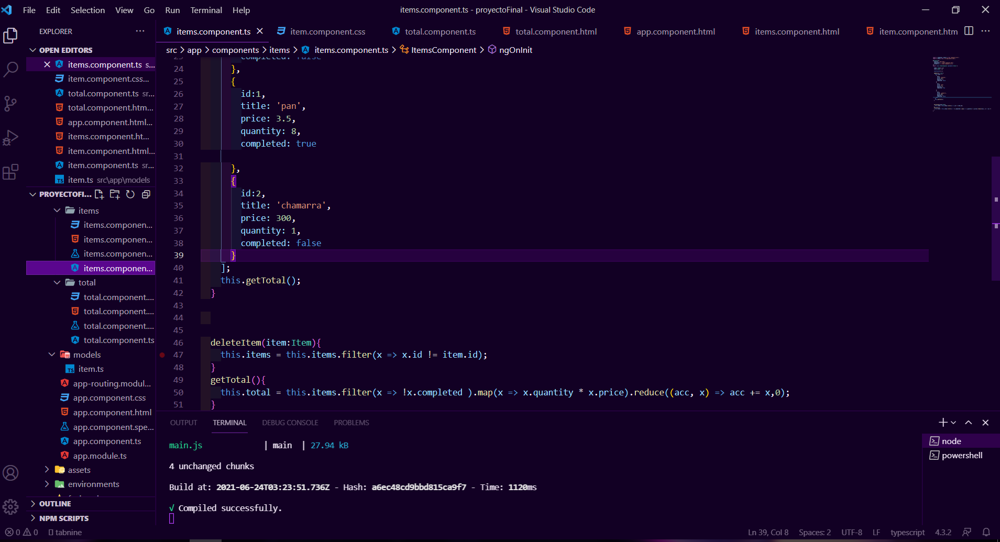 File Edit Selection View Go Run Terminal Help
items.component.ts - proyectoFinal - Visual Studio Code
EXPLORER
OPEN EDITORS
items.component.ts s...
item.component.css...
total.component.ts sr...
total.component.htm...
app.component.html...
items.component.ht...
item.component.html...
item.component.ts sr...
item.ts src\app\models
PROYECTOFI...
items
items.componen...
items.componen...
items.componen...
items.componen...
total
total.component....
total.component....
total.component....
total.component.ts
models
item.ts
app-routing.modul...
app.component.css
app.component.html
app.component.spe...
app.component.ts
app.module.ts
assets
environments
OUTLINE
NPM SCRIPTS
items.component.ts item.component.css total.component.ts total.component.html app.component.html items.component.html item.component.htm
src > app > components > items > items.component.ts > ItemsComponent > ngOnInit
23 completed: false
24 },
25 {
26 id:1,
27 title: 'pan',
28 price: 3.5,
29 quantity: 8,
30 completed: true
31
32 },
33 {
34 id:2,
35 title: 'chamarra',
36 price: 300,
37 quantity: 1,
38 completed: false
39 }
40 ];
41 this.getTotal();
42 }
43
44
45
46 deleteItem(item:Item){
47 this.items = this.items.filter(x => x.id != item.id);
48 }
49 getTotal(){
50 this.total = this.items.filter(x => !x.completed ).map(x => x.quantity * x.price).reduce((acc, x) => acc += x,0);
51 }
OUTPUT TERMINAL DEBUG CONSOLE PROBLEMS
main.js | main | 27.94 kB
4 unchanged chunks
Build at: 2021-06-24T03:23:51.736Z - Hash: a6ec48cd9bbd815ca9f7 - Time: 1120ms
√ Compiled successfully.
node
powershell
0 0 tabnine
Ln 39, Col 8 Spaces: 2 UTF-8 LF typescript 4.3.2